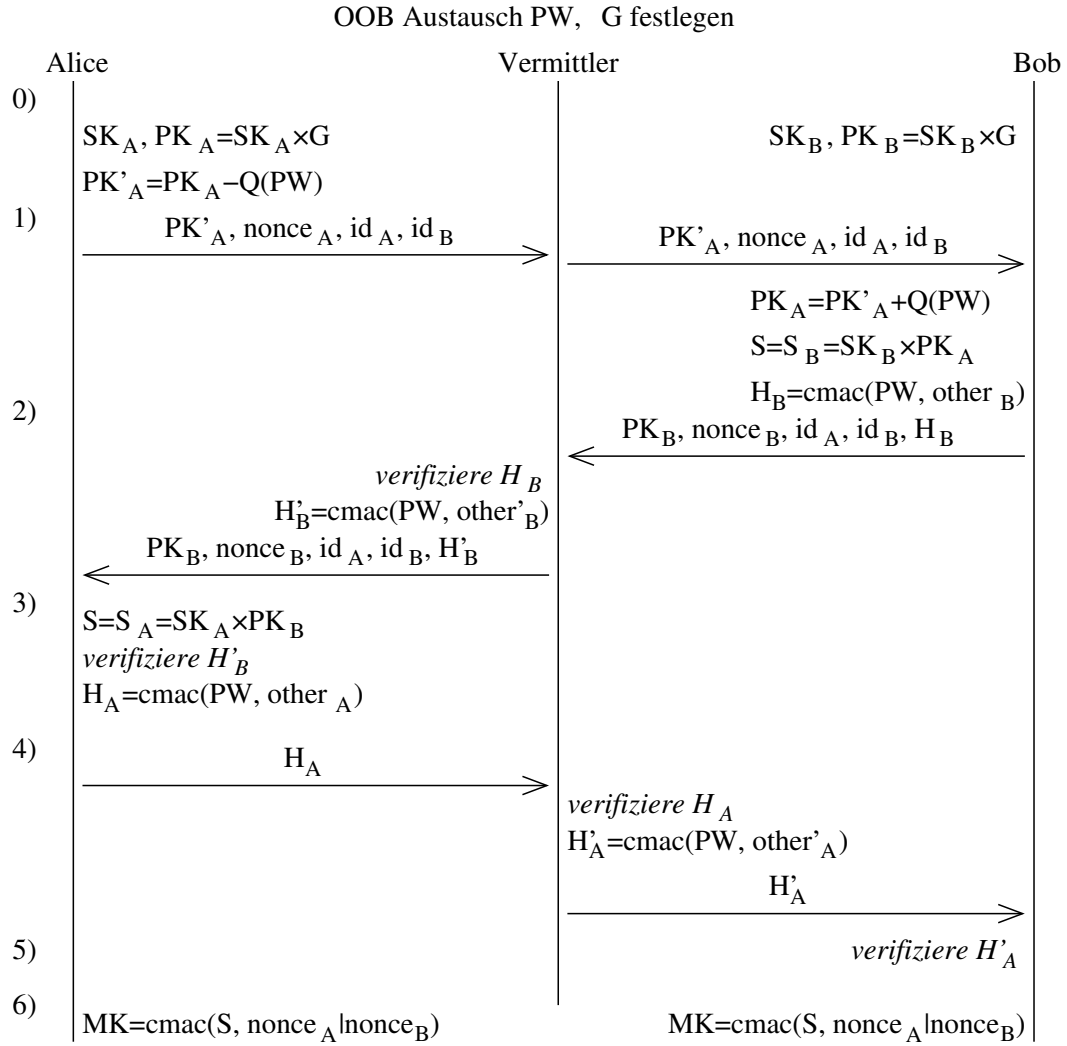 OOB Austausch PW, G festlegen
Alice Vermittler Bob
0)
SK_A, PK_A=SK_A×G SK_B, PK_B=SK_B×G
PK'_A=PK_A−Q(PW)
1)
PK'_A, nonce_A, id_A, id_B PK'_A, nonce_A, id_A, id_B
PK_A=PK'_A+Q(PW)
S=S_B=SK_B×PK_A
H_B=cmac(PW, other_B)
2)
PK_B, nonce_B, id_A, id_B, H_B
verifiziere H_B
H'_B=cmac(PW, other'_B)
PK_B, nonce_B, id_A, id_B, H'_B
3)
S=S_A=SK_A×PK_B
verifiziere H'_B
H_A=cmac(PW, other_A)
4)
H_A
verifiziere H_A
H'_A=cmac(PW, other'_A)
H'_A
5)
verifiziere H'_A
6)
MK=cmac(S, nonce_A|nonce_B) MK=cmac(S, nonce_A|nonce_B)